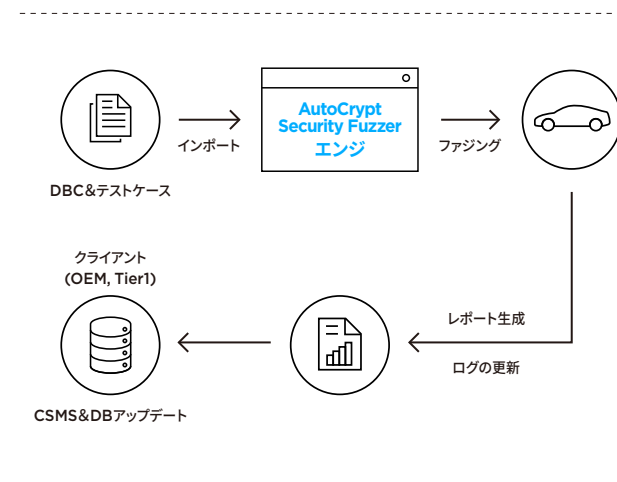 AutoCrypt
Security Fuzzer
エンジ
インポート
ファジング
DBC&テストケース
クライアント
(OEM, Tier1)
レポート生成
ログの更新
CSMS&DBアップデート